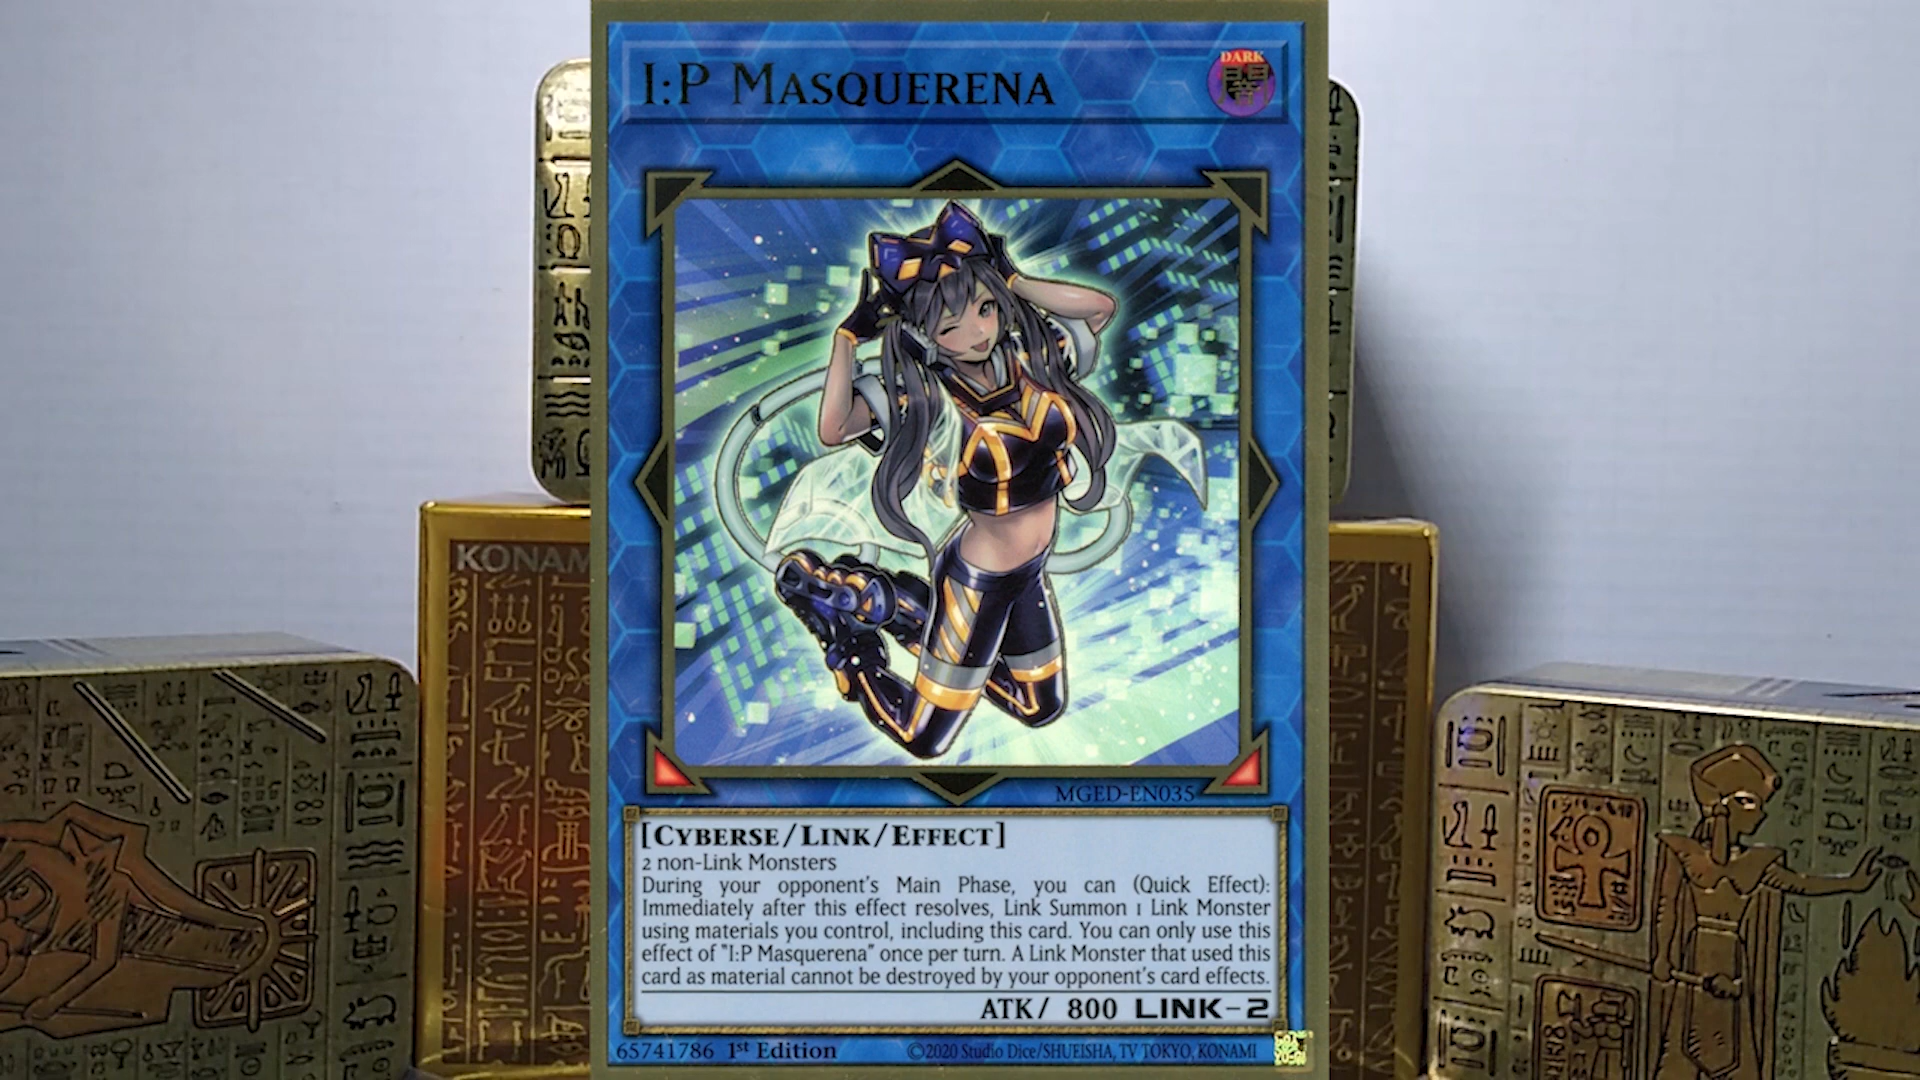 I:P Masquerena
DARK
闇
KONAM
MGED-EN035
[Cyberse/Link/Effect]
2 non-Link Monsters
During your opponent's Main Phase, you can (Quick Effect):
Immediately after this effect resolves, Link Summon 1 Link Monster
using materials you control, including this card. You can only use this
effect of "I:P Masquerena" once per turn. A Link Monster that used this
card as material cannot be destroyed by your opponent's card effects.
ATK/ 800 LINK-2
65741786 1st Edition ©2020 Studio Dice/SHUEISHA, TV TOKYO, KONAMI